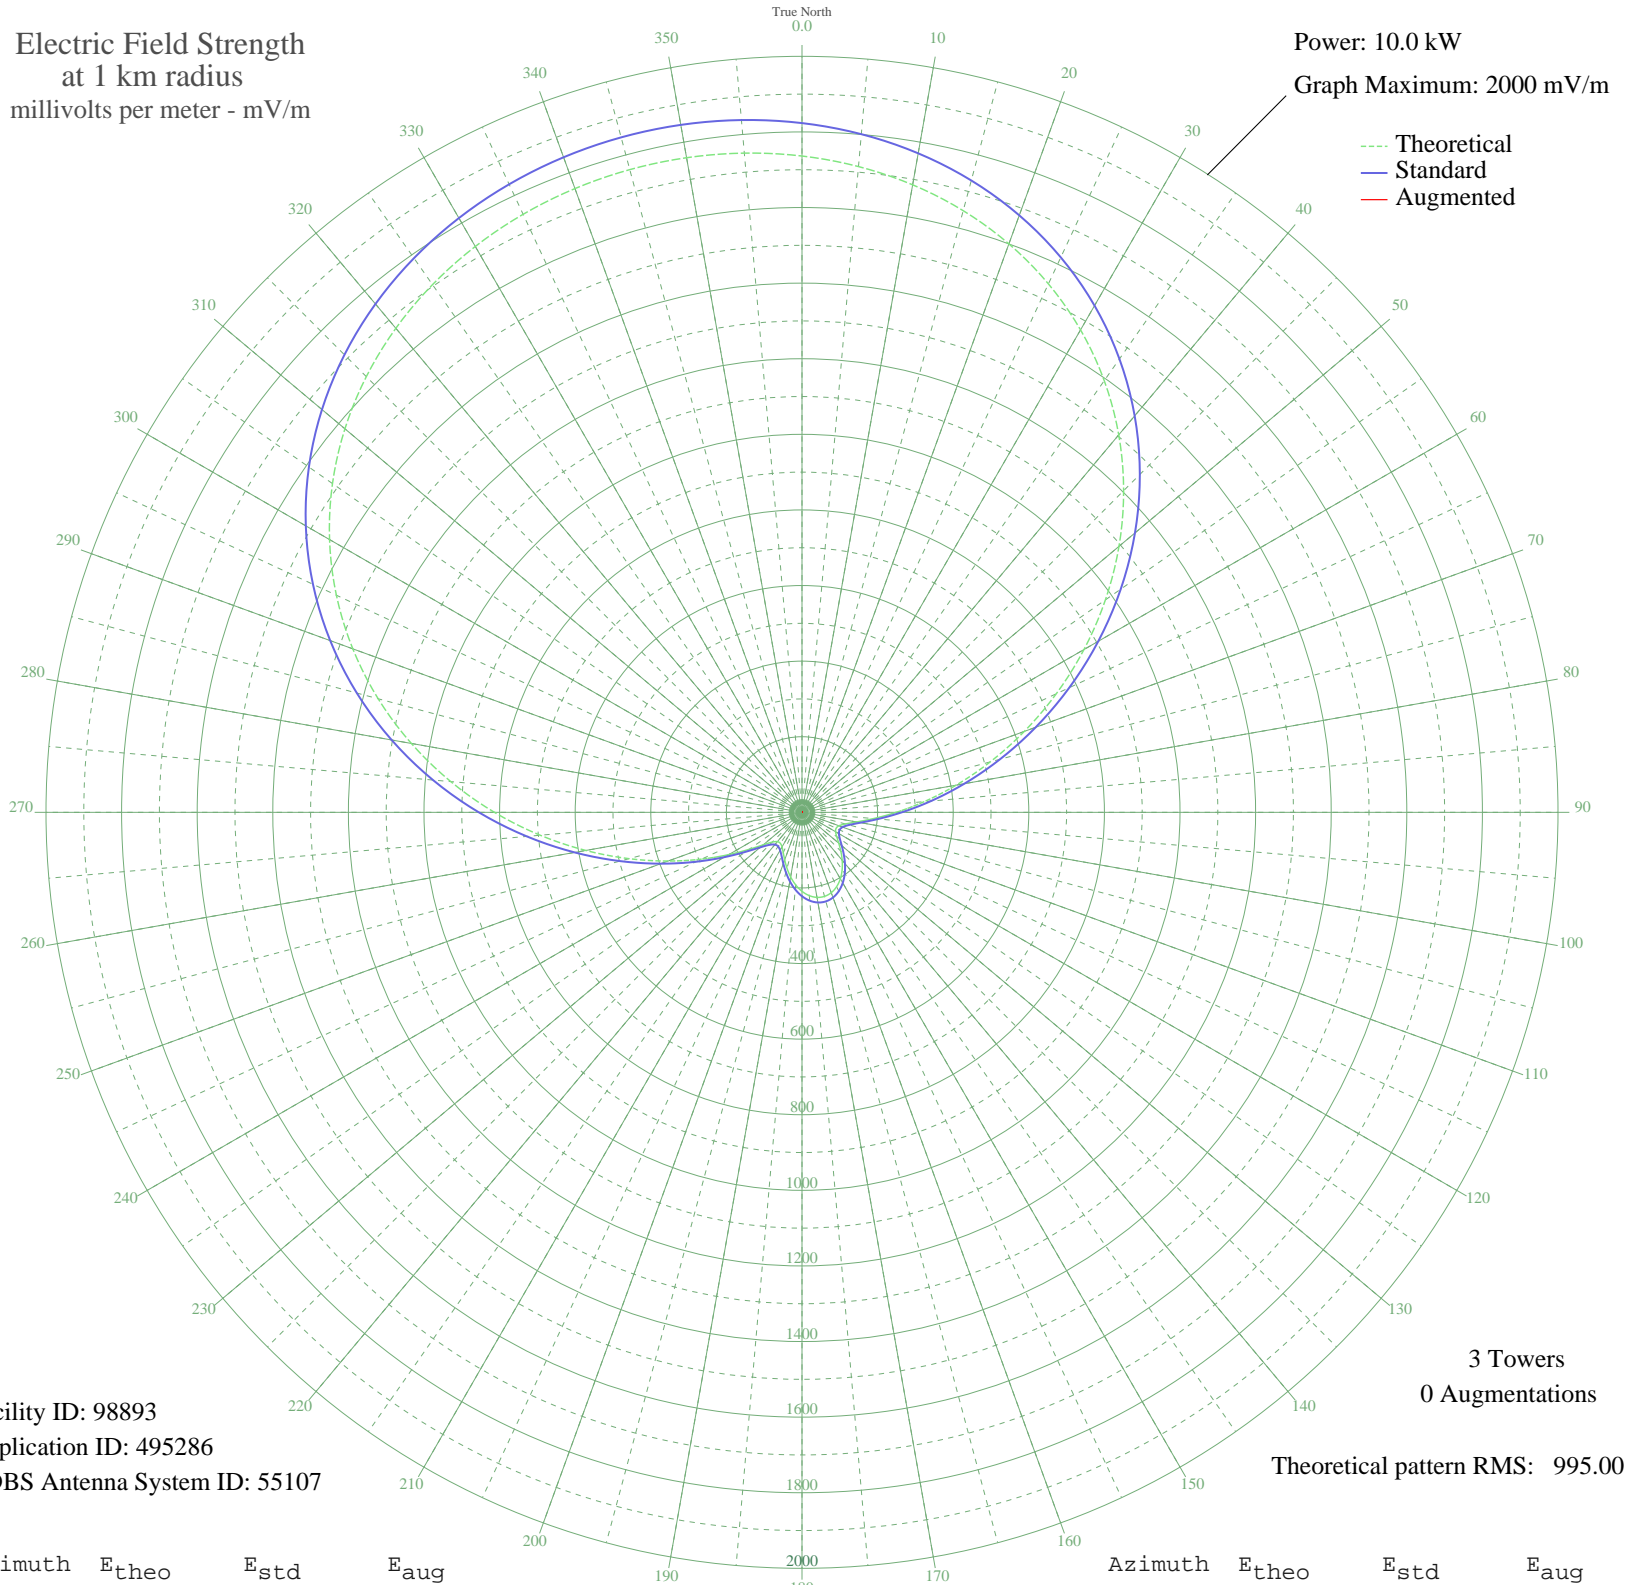 True North
0.0
Electric Field Strength
at 1 km radius
millivolts per meter - mV/m
Power: 10.0 kW
Graph Maximum: 2000 mV/m
Theoretical
Standard
Augmented
350
10
340
20
330
30
320
40
310
50
300
60
290
70
280
80
270
90
260
100
250
110
240
120
230
130
220
140
210
150
200
160
190
170
400
600
800
1000
1200
1400
1600
1800
2000
3 Towers
0 Augmentations
cility ID: 98893
plication ID: 495286
DBS Antenna System ID: 55107
Theoretical pattern RMS: 995.00
imuth Etheo Estd Eaug
Azimuth Etheo Estd Eaug